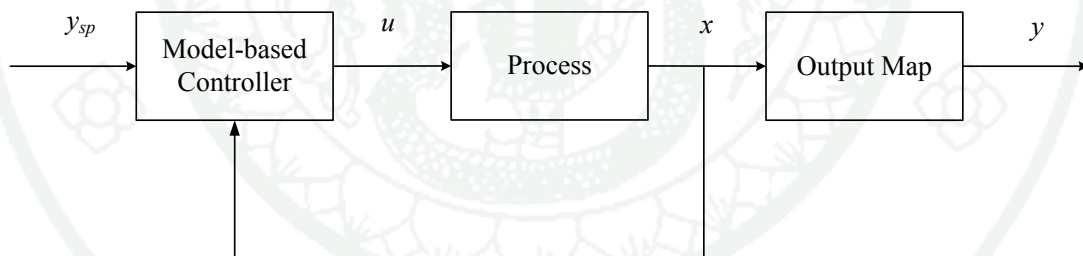 y_sp
u
x
y
Model-based
Controller
Process
Output Map